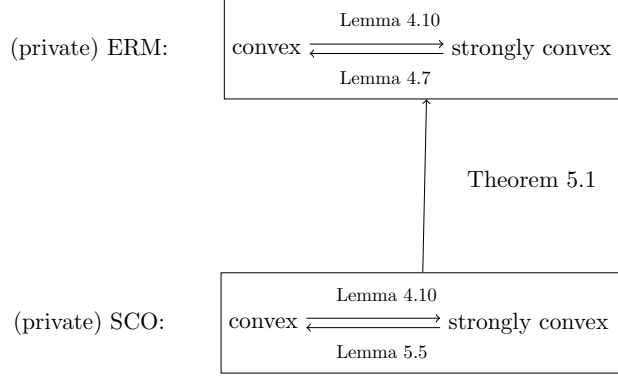 Lemma 4.10
(private) ERM: convex strongly convex
Lemma 4.7
Theorem 5.1
Lemma 4.10
(private) SCO: convex strongly convex
Lemma 5.5